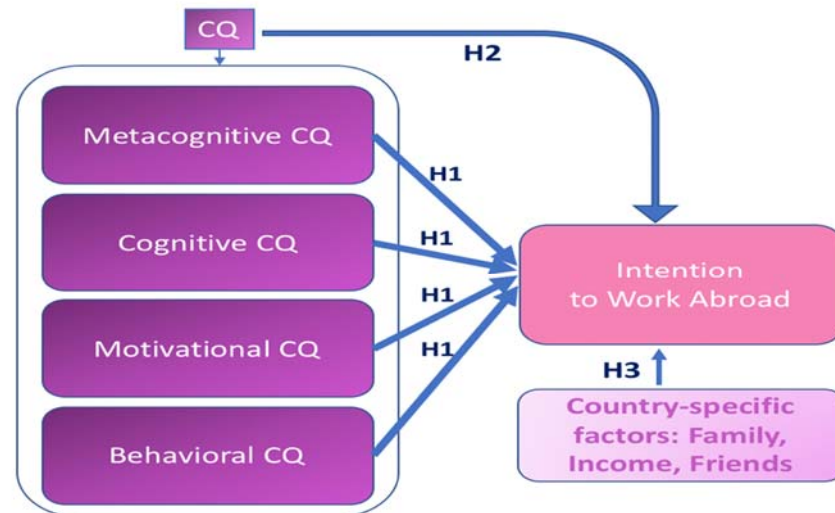 CQ
H2
Metacognitive CQ
H1
Cognitive CQ
H1
Intention
to Work Abroad
H1
Motivational CQ
H1
H3
Country-specific
factors: Family,
Income, Friends
Behavioral CQ